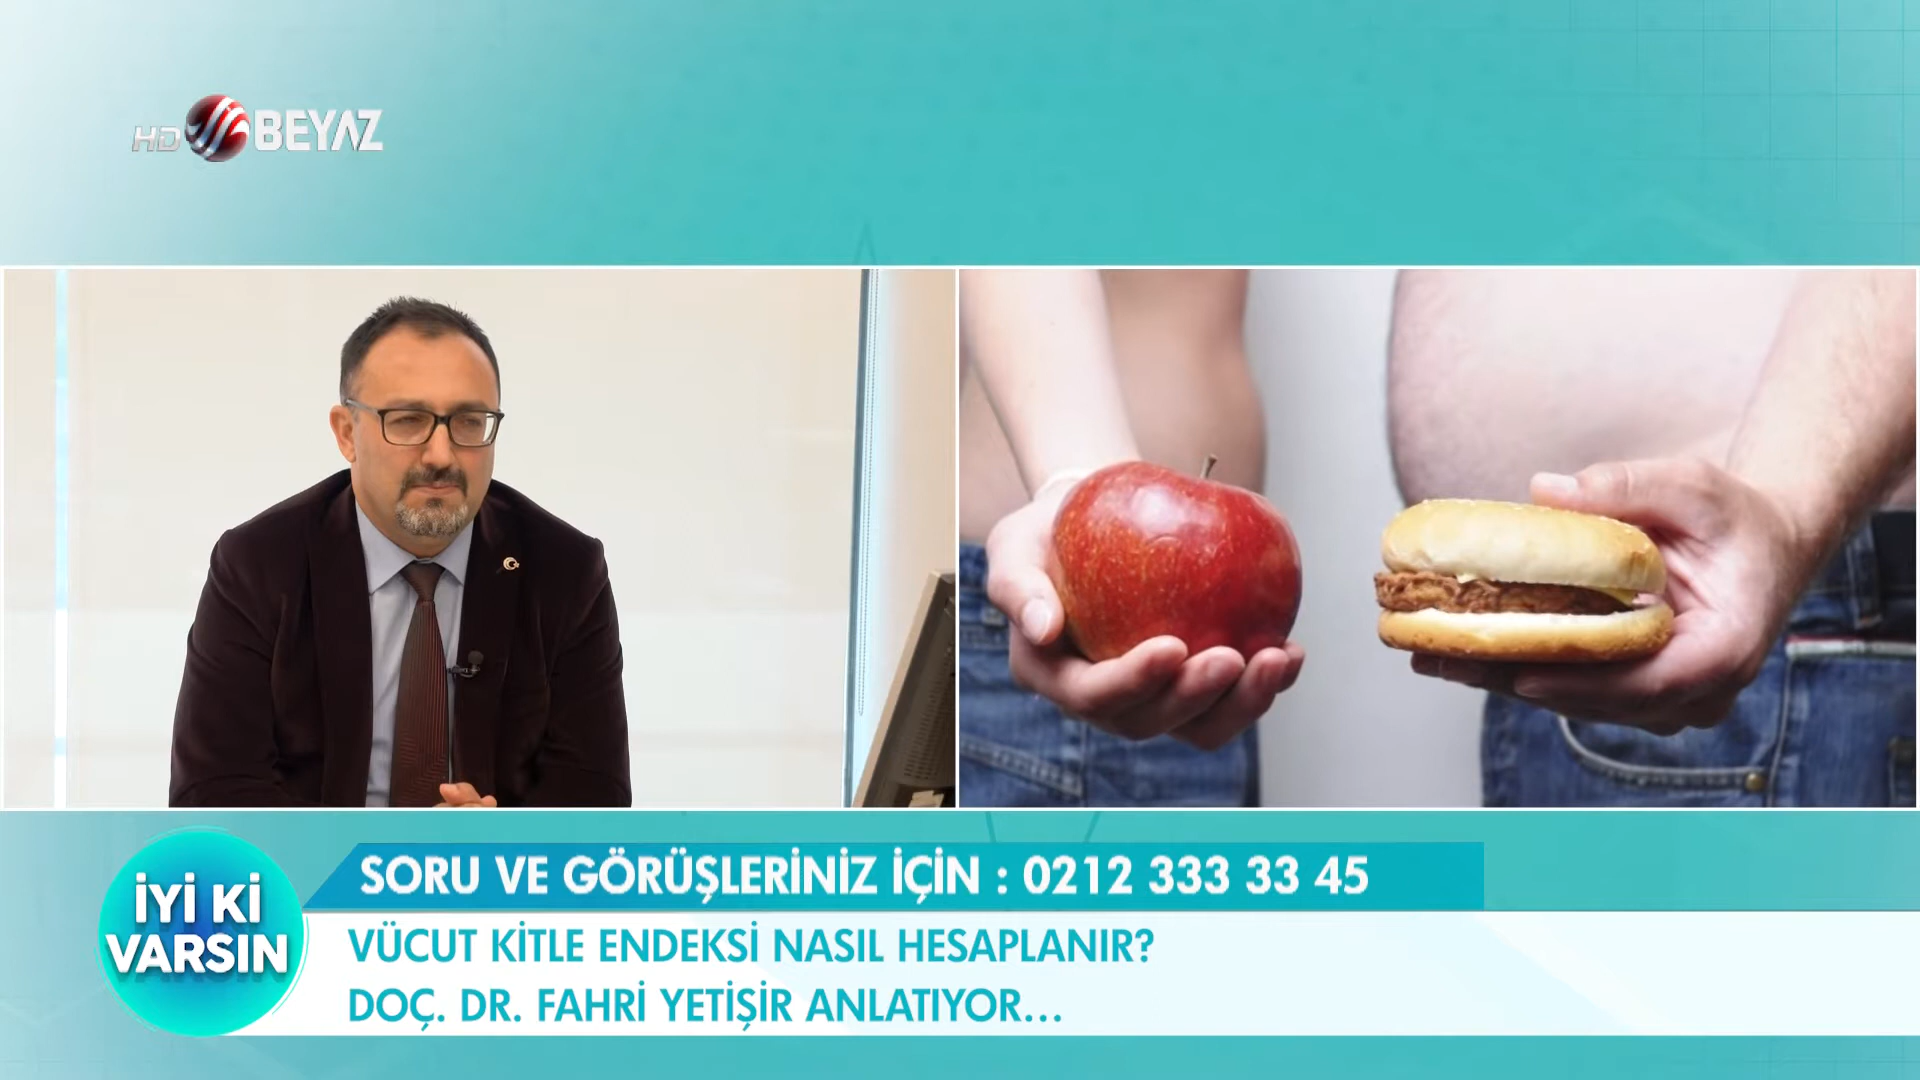 HD BEYAZ
SORU VE GÖRÜŞLERİNİZ İÇİN : 0212 333 33 45
İYİ Kİ
VARSIN
VÜCUT KİTLE ENDEKSİ NASIL HESAPLANIR?
DOÇ. DR. FAHRİ YETİŞİR ANLATIYOR...